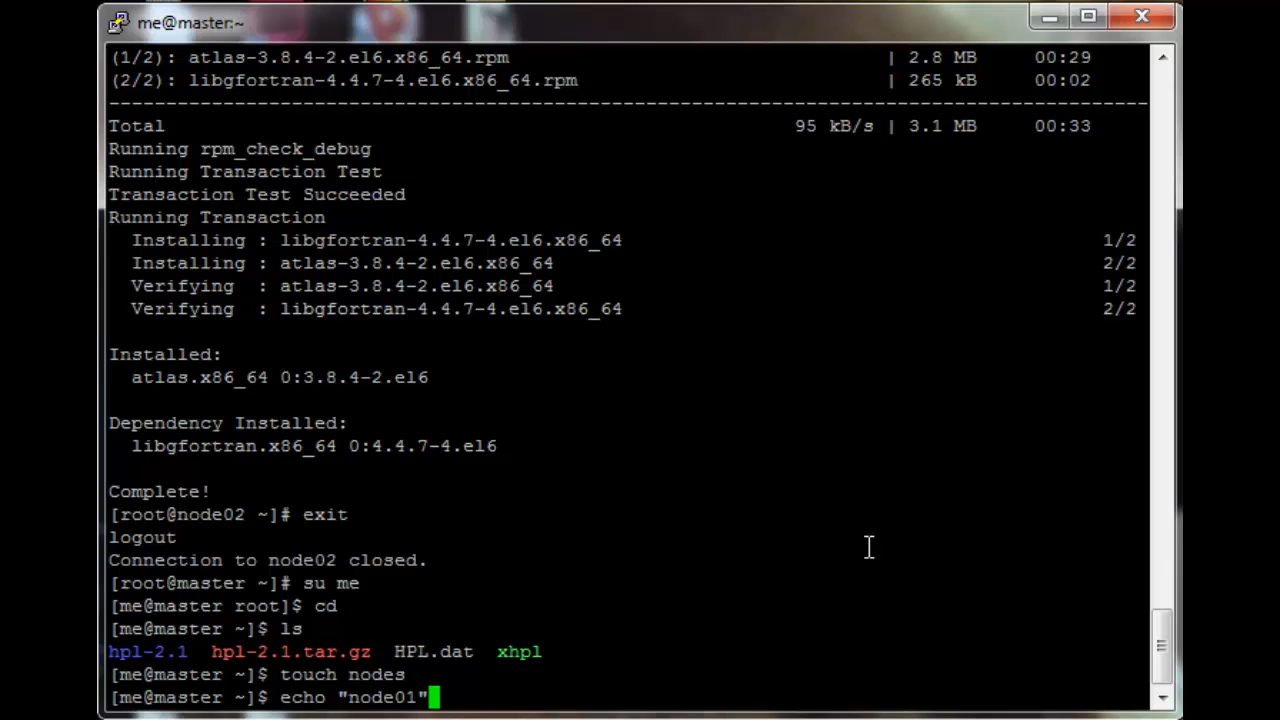 me@master:~
(1/2): atlas-3.8.4-2.el6.x86_64.rpm | 2.8 MB 00:29
(2/2): libgfortran-4.4.7-4.el6.x86_64.rpm | 265 kB 00:02
--------------------------------------------------------------------------------------------
Total 95 kB/s | 3.1 MB 00:33
Running rpm_check_debug
Running Transaction Test
Transaction Test Succeeded
Running Transaction
Installing : libgfortran-4.4.7-4.el6.x86_64 1/2
Installing : atlas-3.8.4-2.el6.x86_64 2/2
Verifying : atlas-3.8.4-2.el6.x86_64 1/2
Verifying : libgfortran-4.4.7-4.el6.x86_64 2/2
Installed:
atlas.x86_64 0:3.8.4-2.el6
Dependency Installed:
libgfortran.x86_64 0:4.4.7-4.el6
Complete!
[root@node02 ~]# exit
logout
Connection to node02 closed.
[root@master ~]# su me
[me@master root]$ cd
[me@master ~]$ ls
hpl-2.1 hpl-2.1.tar.gz HPL.dat xhpl
[me@master ~]$ touch nodes
[me@master ~]$ echo "node01"